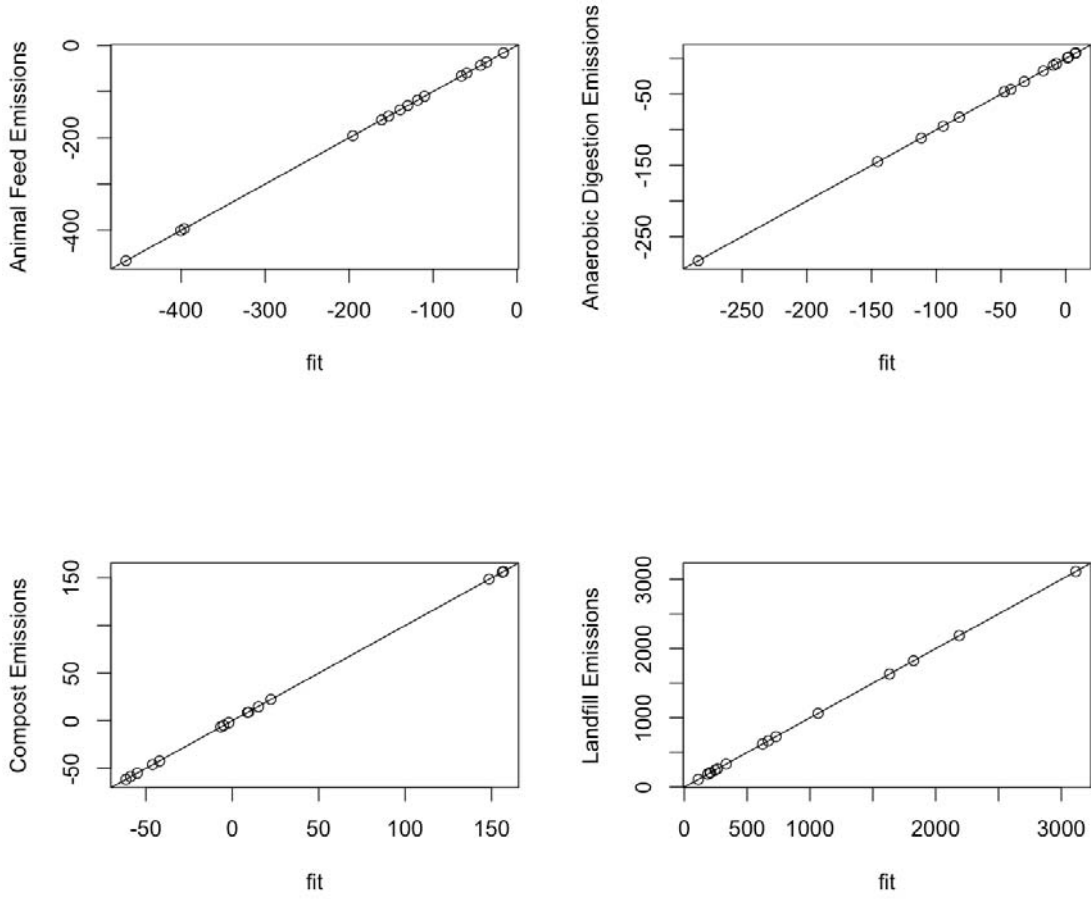 Animal Feed Emissions
0
-200
-400
-400 -300 -200 -100 0
fit
Anaerobic Digestion Emissions
-50
-150
-250
-250 -200 -150 -100 -50 0
fit
Compost Emissions
150
50
0
-50
-50 0 50 100 150
fit
Landfill Emissions
3000
2000
1000
0
0 500 1000 2000 3000
fit